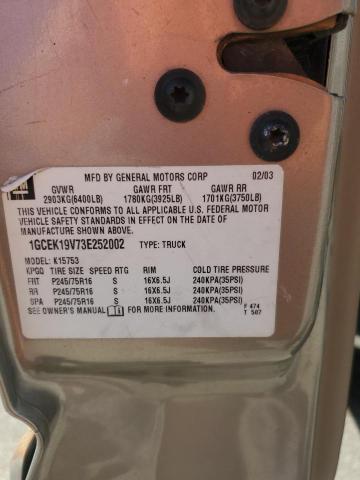 MFD BY GENERAL MOTORS CORP 02/03
GVWR GAWR FRT GAWR RR
2903KG(6400LB) 1780KG(3925LB) 1701KG(3750LB)
THIS VEHICLE CONFORMS TO ALL APPLICABLE U.S. FEDERAL MOTOR
VEHICLE SAFETY STANDARDS IN EFFECT ON THE DATE OF
MANUFACTURE SHOWN ABOVE.
1GCEK19V73E252002 TYPE: TRUCK
MODEL: K15753
KPGQ TIRE SIZE SPEED RTG RIM COLD TIRE PRESSURE
FRT P245/75R16 S 16X6.5J 240KPA(35PSI)
RR P245/75R16 S 16X6.5J 240KPA(35PSI)
SPA P245/75R16 S 16X6.5J 240KPA(35PSI)
SEE OWNER'S MANUAL FOR MORE INFORMATION
F 474
T 507